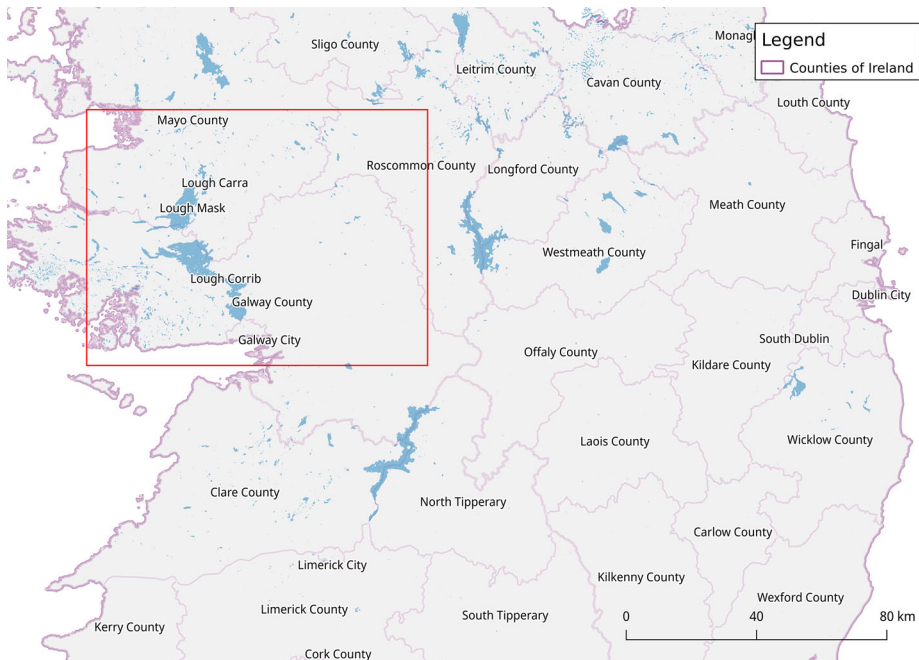 Monagh
Legend
Counties of Ireland
Sligo County
Leitrim County
Cavan County
Louth County
Mayo County
Roscommon County
Longford County
Lough Carra
Lough Mask
Meath County
Fingal
Westmeath County
Lough Corrib
Galway County
Dublin City
Galway City
South Dublin
Offaly County
Kildare County
Laois County
Wicklow County
Clare County
North Tipperary
Carlow County
Limerick City
Kilkenny County
Wexford County
Limerick County
South Tipperary
0 40 80 km
Kerry County
Cork County